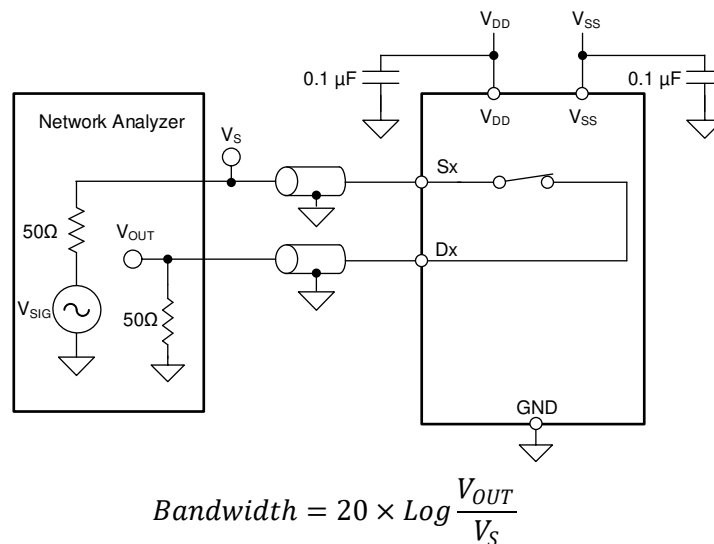 V_DD
V_SS
0.1 µF
0.1 µF
Network Analyzer
V_DD
V_SS
V_S
Sx
50Ω
V_OUT
Dx
V_SIG
50Ω
GND
Bandwidth = 20 × Log V_OUT / V_S